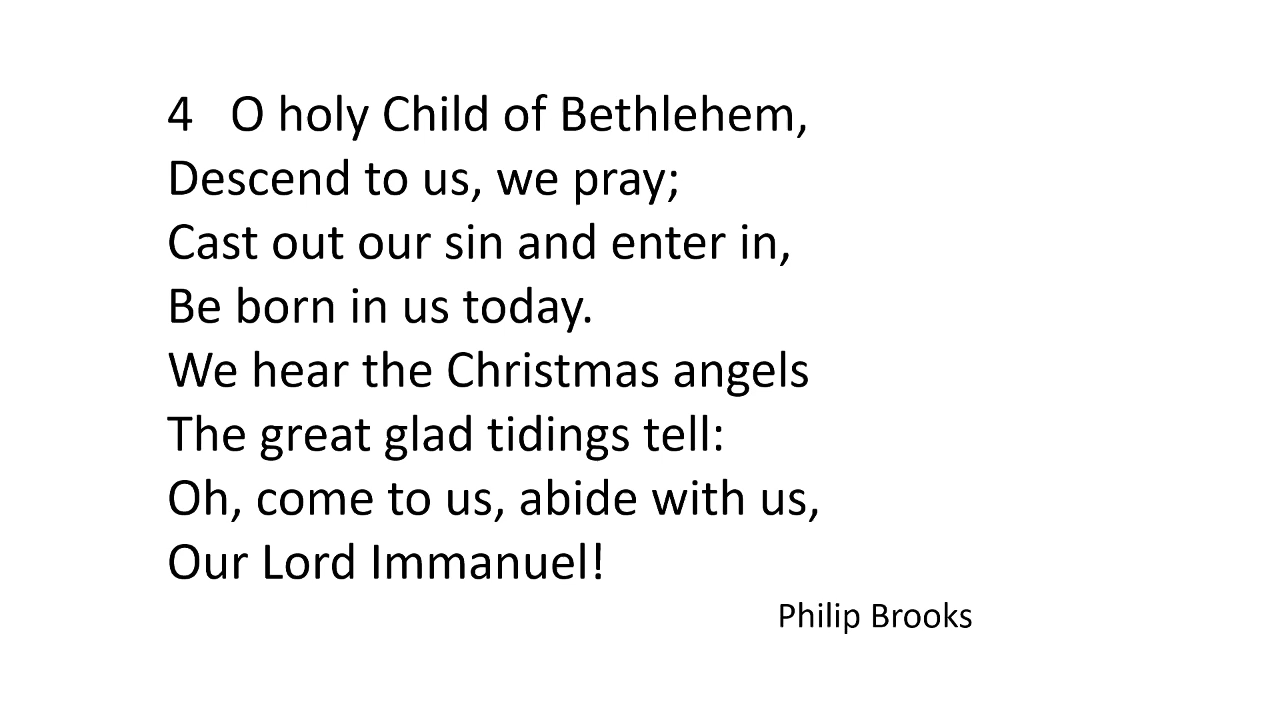 4 O holy Child of Bethlehem,
Descend to us, we pray;
Cast out our sin and enter in,
Be born in us today.
We hear the Christmas angels
The great glad tidings tell:
Oh, come to us, abide with us,
Our Lord Immanuel!
Philip Brooks